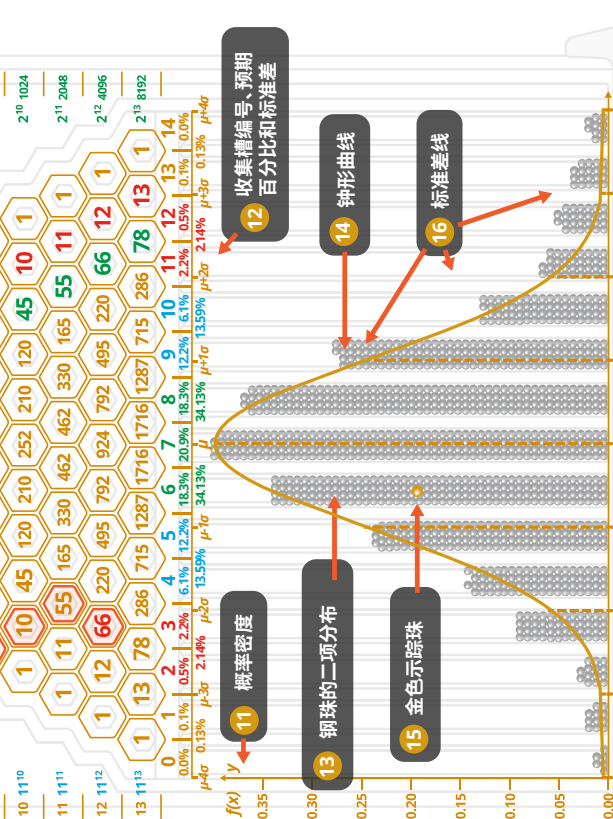 10 11¹⁰ 1 10 45 120 210 252 210 120 45 10 1 2¹⁰ 1024
11 11¹¹ 1 11 55 165 330 462 462 330 165 55 11 1 2¹¹ 2048
12 11¹² 1 12 66 220 495 792 924 792 495 220 66 12 1 2¹² 4096
13 11¹³ 1 13 78 286 715 1287 1716 1716 1287 715 286 78 13 1 2¹³ 8192
0 1 2 3 4 5 6 7 8 9 10 11 12 13 14
0.0% 0.1% 0.5% 2.2% 6.1% 12.2% 18.3% 20.9% 18.3% 12.2% 6.1% 2.2% 0.5% 0.1% 0.0%
0.13% 2.14% 13.59% 34.13% 34.13% 13.59% 2.14% 0.13%
μ-4σ μ-3σ μ-2σ μ-1σ μ μ+1σ μ+2σ μ+3σ μ+4σ
f(x) y
11 概率密度
12 收集槽编号、预期
百分比和标准差
0.35
0.30
13 钢珠的二项分布
14 钟形曲线
0.25
0.20
15 金色示踪珠
16 标准差线
0.15
0.10
0.05
0.00